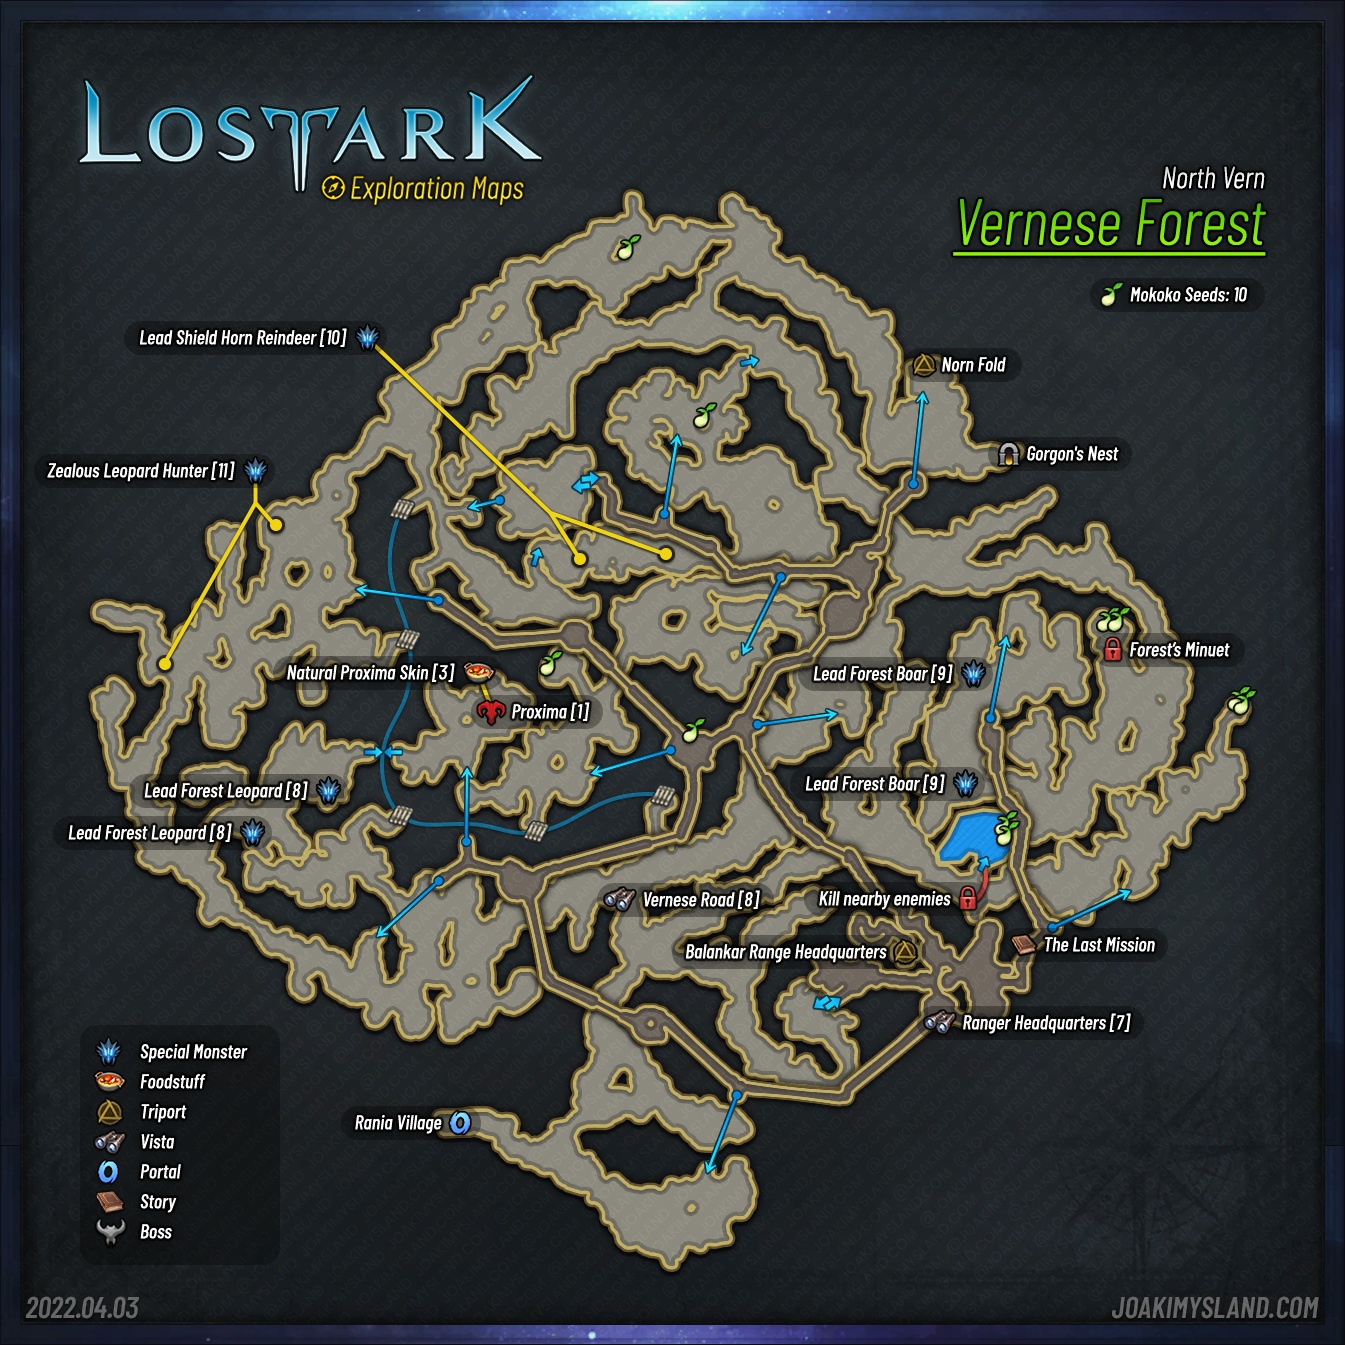 LOSTARK
Exploration Maps
North Vern
Vernese Forest
Mokoko Seeds: 10
Lead Shield Horn Reindeer [10]
Norn Fold
Gorgon's Nest
Zealous Leopard Hunter [11]
Forest's Minuet
Natural Proxima Skin [3]
Lead Forest Boar [9]
Proxima [1]
Lead Forest Leopard [8]
Lead Forest Boar [9]
Lead Forest Leopard [8]
Vernese Road [8]
Kill nearby enemies
Balankar Range Headquarters
The Last Mission
Ranger Headquarters [7]
Rania Village
Special Monster
Foodstuff
Triport
Vista
Portal
Story
Boss
2022.04.03
JOAKIMYSLAND.COM